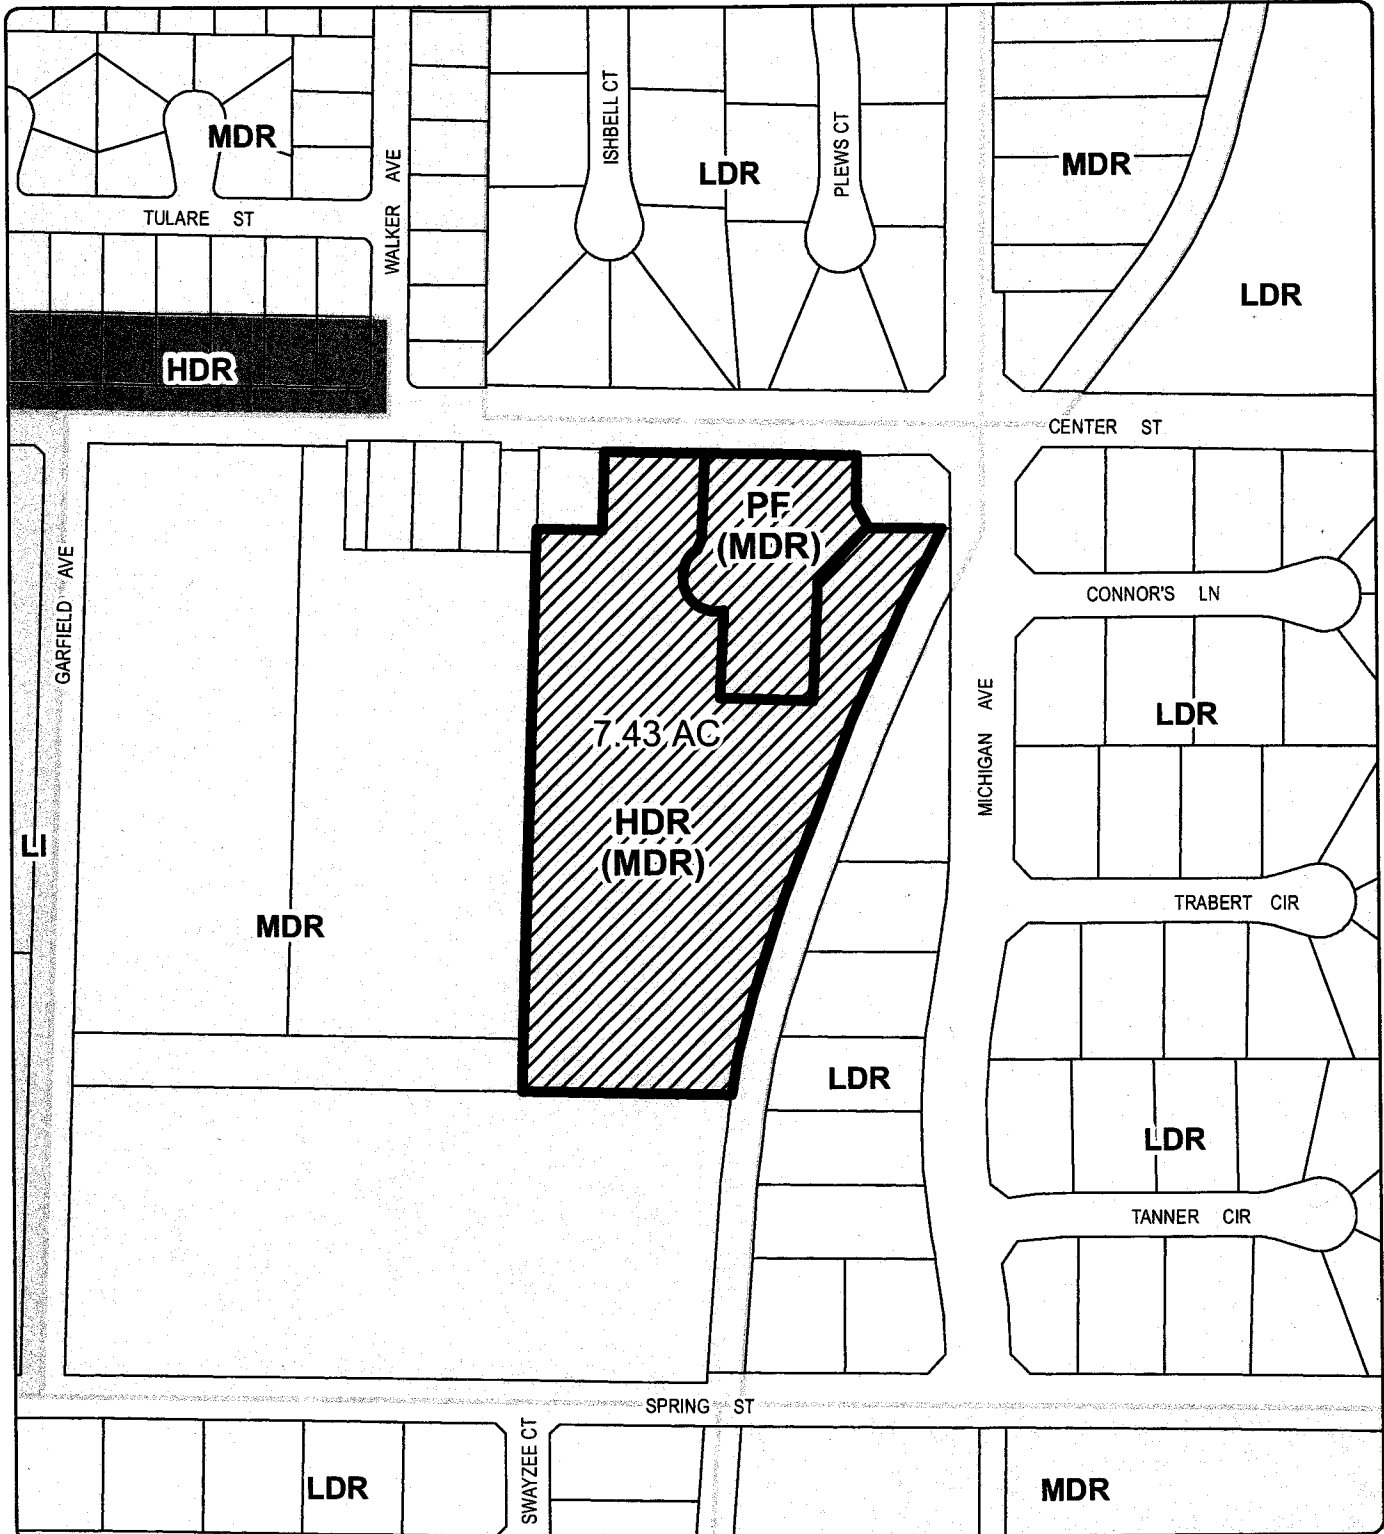 ISHBELL CT
PLEWS CT
MDR
WALKER AVE
LDR
MDR
TULARE ST
LDR
HDR
CENTER ST
PF
(MDR)
GARFIELD AVE
CONNOR'S LN
MICHIGAN AVE
LDR
7.43 AC
HDR
(MDR)
LI
TRABERT CIR
MDR
LDR
LDR
TANNER CIR
SPRING ST
SWAYZEE CT
LDR
MDR